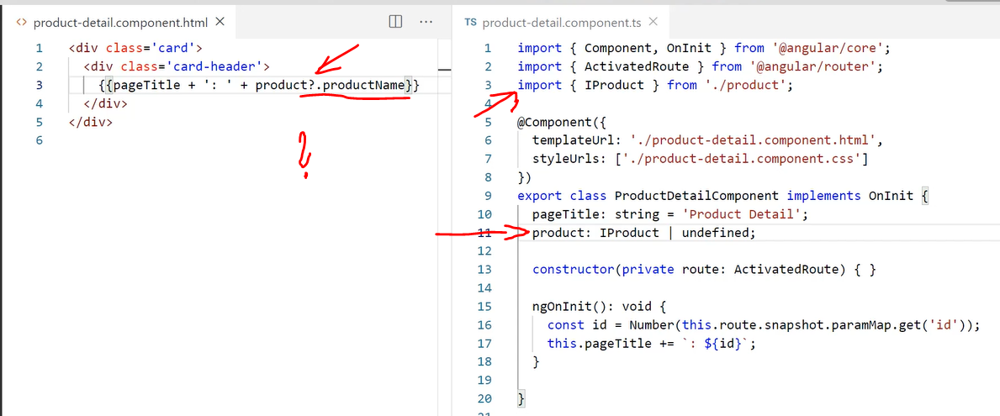 <> product-detail.component.html ×
1 <div class='card'>
2 <div class='card-header'>
3 {{pageTitle + ': ' + product?.productName}}
4 </div>
5 </div>
6
?
TS product-detail.component.ts ×
1 import { Component, OnInit } from '@angular/core';
2 import { ActivatedRoute } from '@angular/router';
3 import { IProduct } from './product';
4
5 @Component({
6 templateUrl: './product-detail.component.html',
7 styleUrls: ['./product-detail.component.css']
8 })
9 export class ProductDetailComponent implements OnInit {
10 pageTitle: string = 'Product Detail';
11 product: IProduct | undefined;
12
13 constructor(private route: ActivatedRoute) { }
14
15 ngOnInit(): void {
16 const id = Number(this.route.snapshot.paramMap.get('id'));
17 this.pageTitle += `: ${id}`;
18 }
19
20 }
21